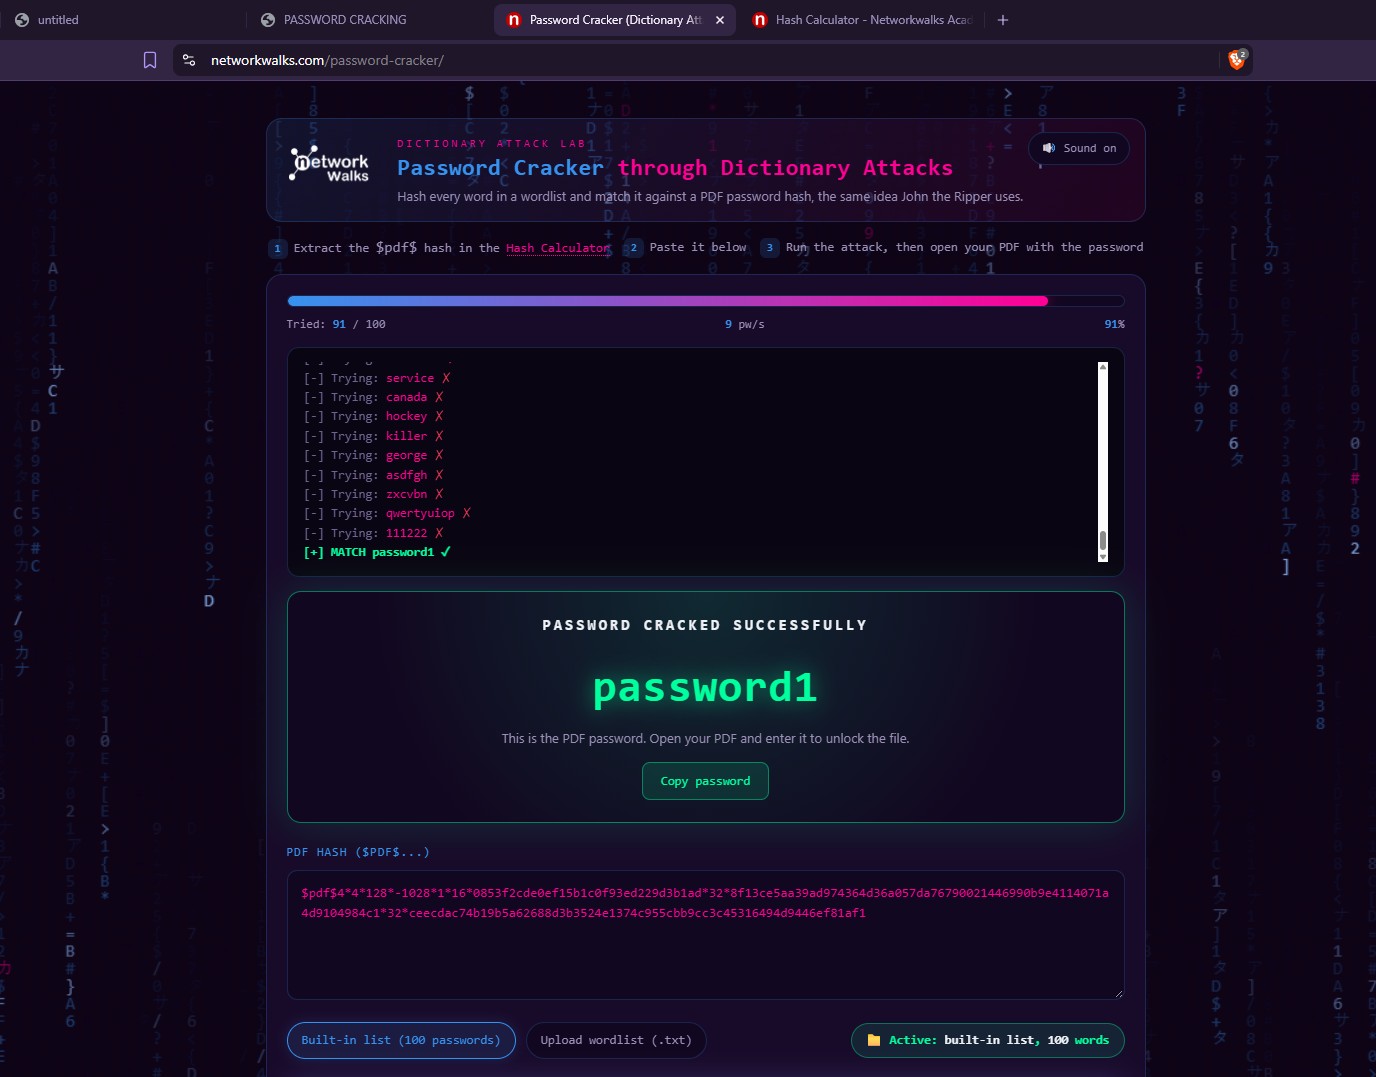 untitled
PASSWORD CRACKING
Password Cracker (Dictionary Att
Hash Calculator - Networkwalks Acad
networkwalks.com/password-cracker/
2
network
Walks
DICTIONARY ATTACK LAB
Password Cracker through Dictionary Attacks
Hash every word in a wordlist and match it against a PDF password hash, the same idea John the Ripper uses.
Sound on
1 Extract the $pdf$ hash in the Hash Calculator
2 Paste it below
3 Run the attack, then open your PDF with the password
Tried: 91 / 100
9 pw/s
91%
[-] Trying: service ✗
[-] Trying: canada ✗
[-] Trying: hockey ✗
[-] Trying: killer ✗
[-] Trying: george ✗
[-] Trying: asdfgh ✗
[-] Trying: zxcvbn ✗
[-] Trying: qwertyuiop ✗
[-] Trying: 111222 ✗
[+] MATCH password1 ✓
PASSWORD CRACKED SUCCESSFULLY
password1
This is the PDF password. Open your PDF and enter it to unlock the file.
Copy password
PDF HASH ($PDF$...)
$pdf$4*4*128*-1028*1*16*0853f2cde0ef15b1c0f93ed229d3b1ad*32*8f13ce5aa39ad974364d36a057da76790021446990b9e4114071a
4d9104984c1*32*ceecdac74b19b5a62688d3b3524e1374c955cbb9cc3c45316494d9446ef81af1
Built-in list (100 passwords)
Upload wordlist (.txt)
Active: built-in list, 100 words